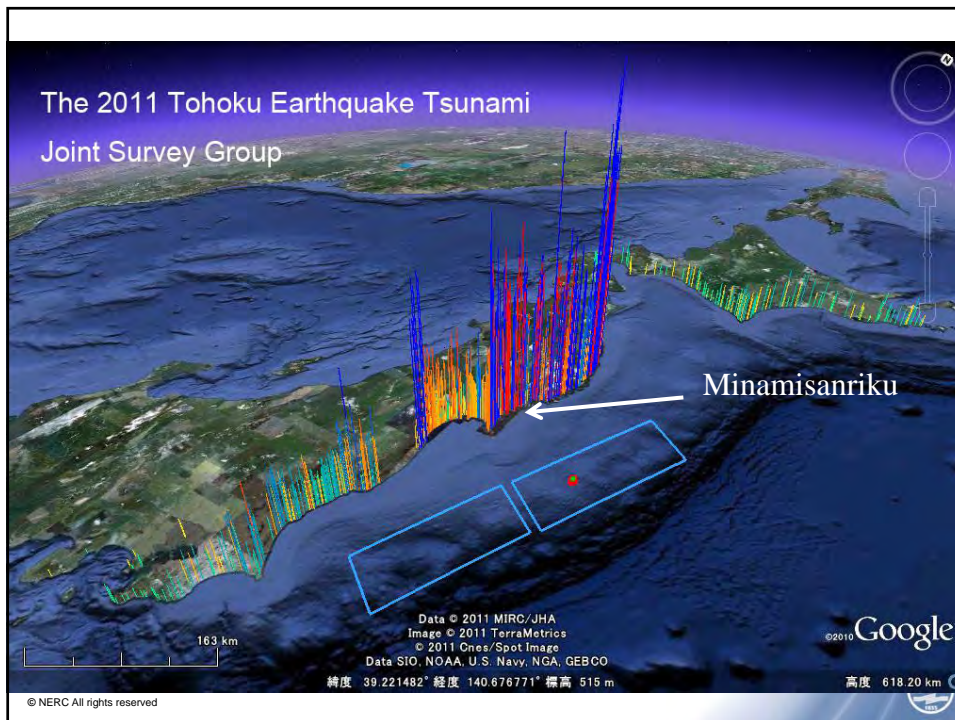 The 2011 Tohoku Earthquake Tsunami
Joint Survey Group
N
Minamisanriku
163 km
Data © 2011 MIRC/JHA
Image © 2011 TerraMetrics
© 2011 Cnes/Spot Image
Data SIO, NOAA, U.S. Navy, NGA, GEBCO
©2010 Google
緯度 39.221482° 経度 140.676771° 標高 515 m
高度 618.20 km
© NERC All rights reserved